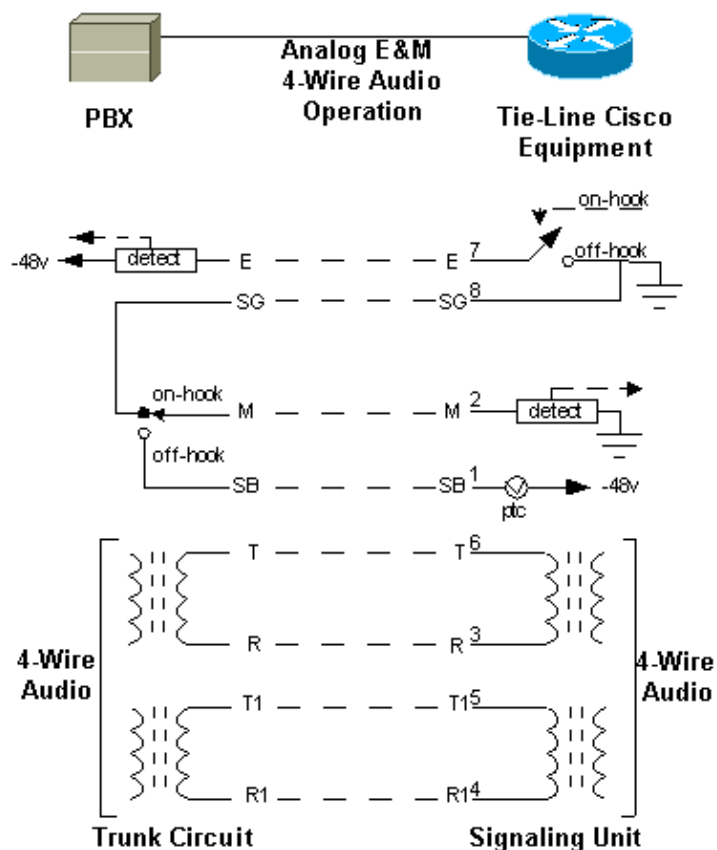 Analog E&M
4-Wire Audio
Operation
PBX
Tie-Line Cisco
Equipment
on-hook
-48v
detect
E
E
7
off-hook
SG
SG
8
on-hook
M
M
2
detect
off-hook
SB
SB
1
-48v
ptc
T
T
6
4-Wire
Audio
R
R
3
4-Wire
Audio
T1
T1
5
R1
R1
4
Trunk Circuit
Signaling Unit